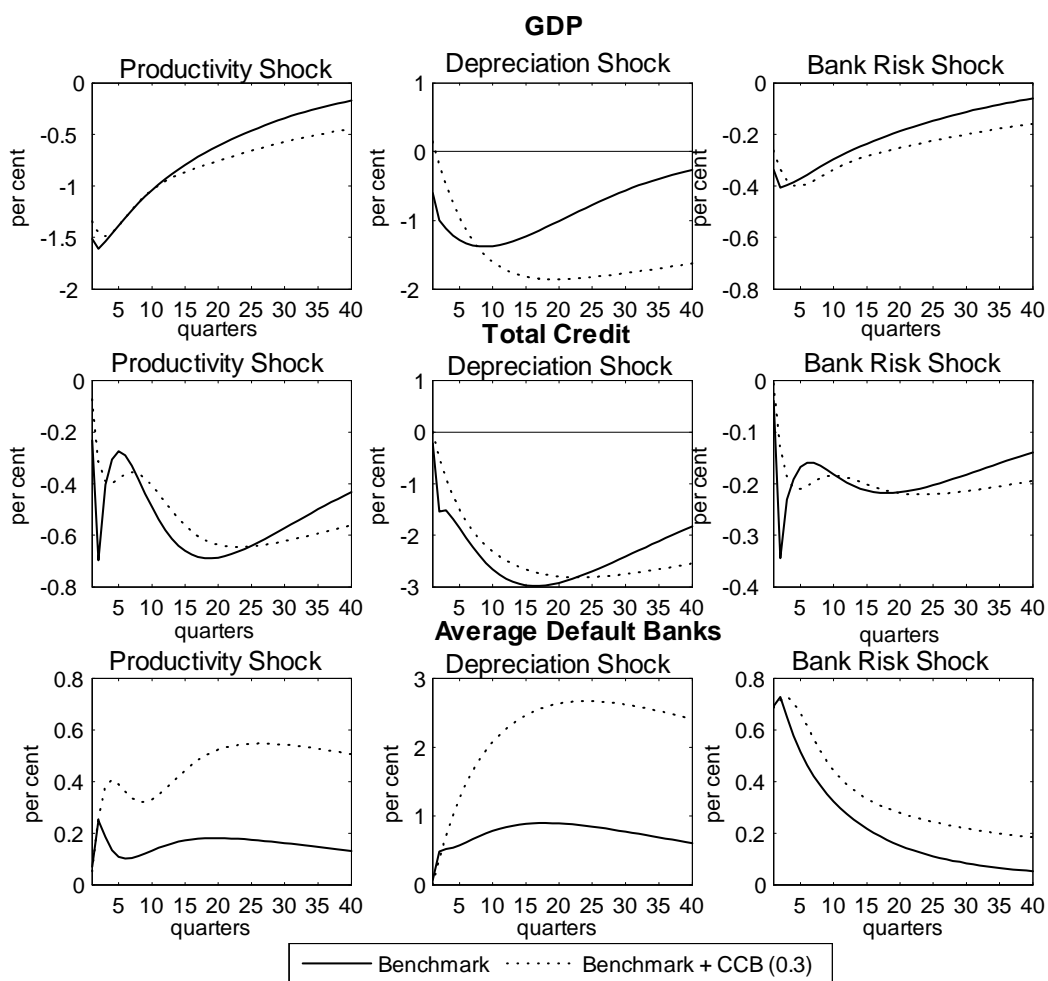 GDP
Productivity Shock
Depreciation Shock
Bank Risk Shock
per cent
0
-0.5
-1
-1.5
-2
5 10 15 20 25 30 35 40
quarters
per cent
1
0
-1
-2
5 10 15 20 25 30 35 40
per cent
0
-0.2
-0.4
-0.6
-0.8
5 10 15 20 25 30 35 40
quarters
Total Credit
Productivity Shock
Depreciation Shock
Bank Risk Shock
per cent
0
-0.2
-0.4
-0.6
-0.8
5 10 15 20 25 30 35 40
quarters
per cent
1
0
-1
-2
-3
5 10 15 20 25 30 35 40
per cent
0
-0.1
-0.2
-0.3
-0.4
5 10 15 20 25 30 35 40
quarters
Average Default Banks
Productivity Shock
Depreciation Shock
Bank Risk Shock
per cent
0.8
0.6
0.4
0.2
0
5 10 15 20 25 30 35 40
quarters
per cent
3
2
1
0
5 10 15 20 25 30 35 40
quarters
per cent
0.8
0.6
0.4
0.2
0
5 10 15 20 25 30 35 40
quarters
Benchmark
Benchmark + CCB (0.3)